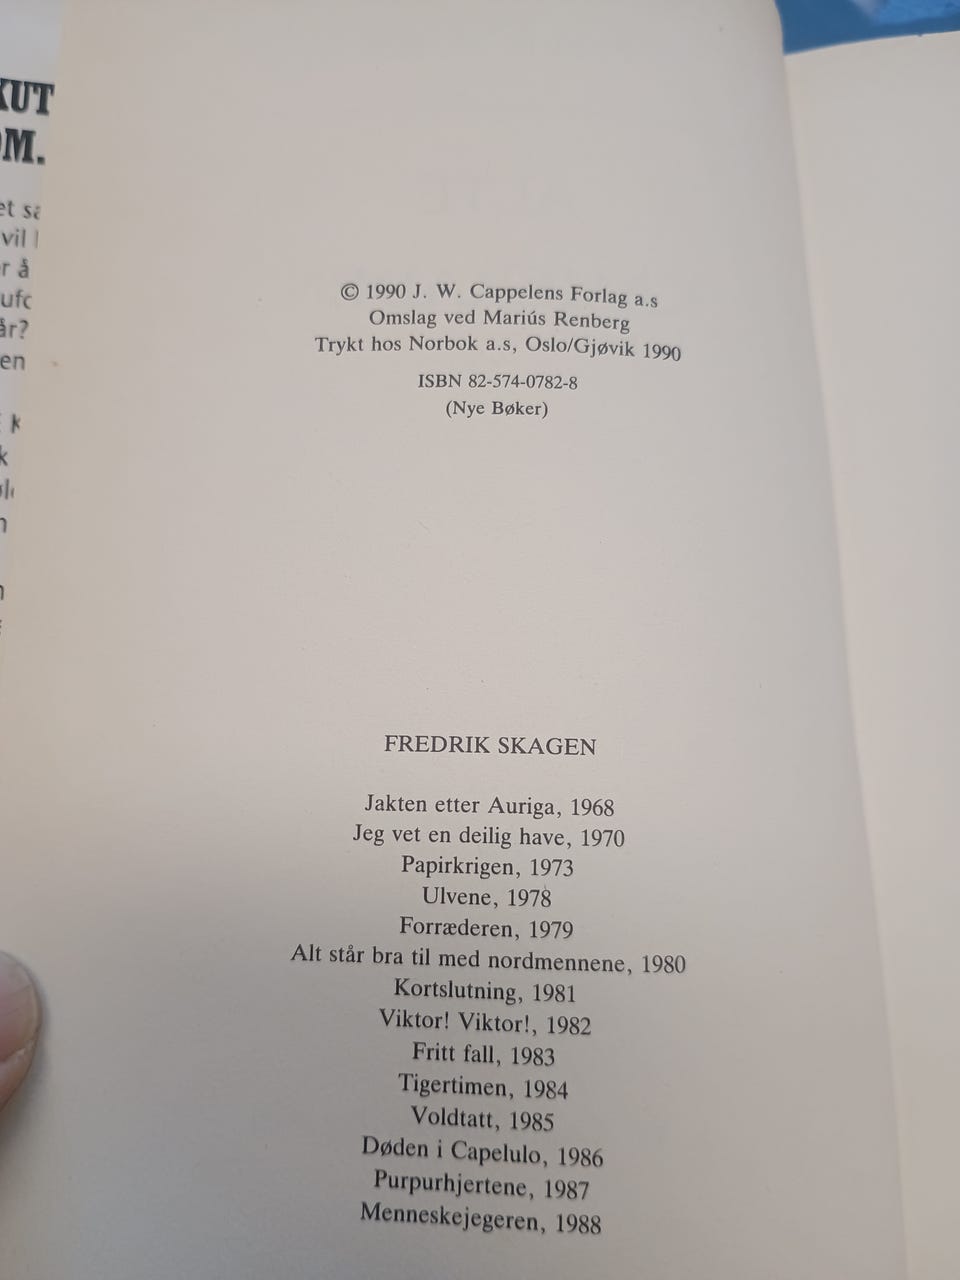 vil
r å
år?
en
© 1990 J. W. Cappelens Forlag a.s
Omslag ved Mariús Renberg
Trykt hos Norbok a.s, Oslo/Gjøvik 1990
ISBN 82-574-0782-8
(Nye Bøker)
FREDRIK SKAGEN
Jakten etter Auriga, 1968
Jeg vet en deilig have, 1970
Papirkrigen, 1973
Ulvene, 1978
Forræderen, 1979
Alt står bra til med nordmennene, 1980
Kortslutning, 1981
Viktor! Viktor!, 1982
Fritt fall, 1983
Tigertimen, 1984
Voldtatt, 1985
Døden i Capelulo, 1986
Purpurhjertene, 1987
Menneskejegeren, 1988